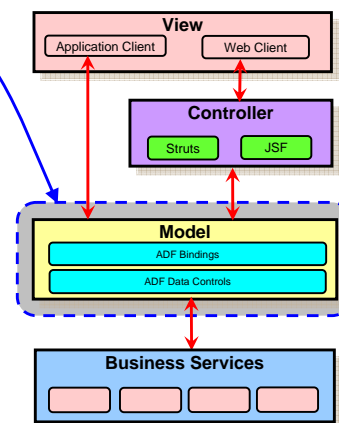 View
Application Client
Web Client
Controller
Struts
JSF
Model
ADF Bindings
ADF Data Controls
Business Services